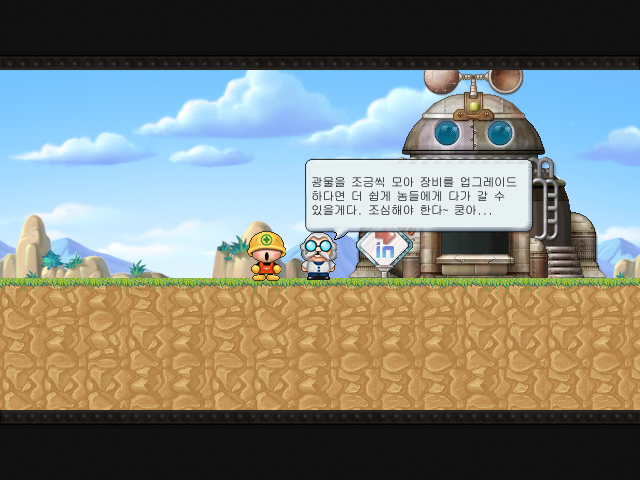 광물을 조금씩 모아 장비를 업그레이드
하다면 더 쉽게 놈들에게 다가 갈 수
있을게다. 조심해야 한다~ 쿵아...
in